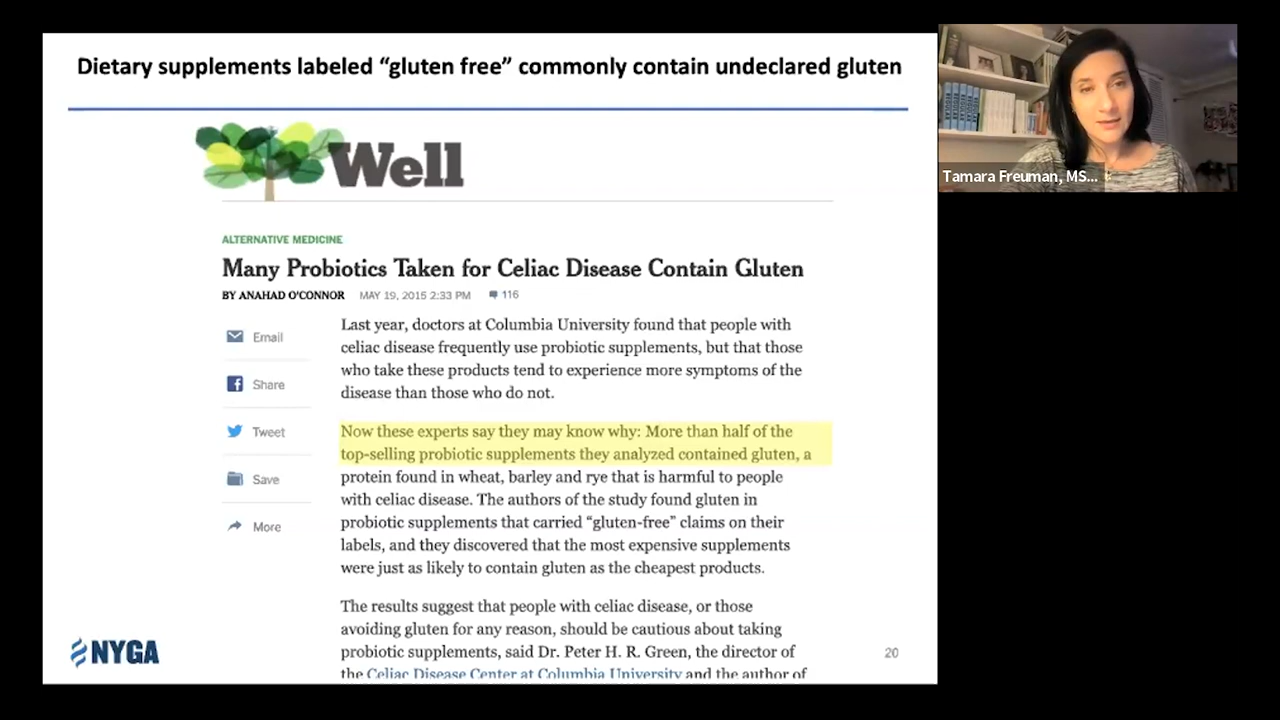 Dietary supplements labeled “gluten free” commonly contain undeclared gluten
Well
ALTERNATIVE MEDICINE
Many Probiotics Taken for Celiac Disease Contain Gluten
BY ANAHAD O'CONNOR MAY 19, 2015 2:33 PM 116
Email
Share
Tweet
Save
More
Last year, doctors at Columbia University found that people with
celiac disease frequently use probiotic supplements, but that those
who take these products tend to experience more symptoms of the
disease than those who do not.
Now these experts say they may know why: More than half of the
top-selling probiotic supplements they analyzed contained gluten, a
protein found in wheat, barley and rye that is harmful to people
with celiac disease. The authors of the study found gluten in
probiotic supplements that carried “gluten-free” claims on their
labels, and they discovered that the most expensive supplements
were just as likely to contain gluten as the cheapest products.
The results suggest that people with celiac disease, or those
avoiding gluten for any reason, should be cautious about taking
probiotic supplements, said Dr. Peter H. R. Green, the director of
the Celiac Disease Center at Columbia University and the author of
NYGA
20
Tamara Freuman, MS...